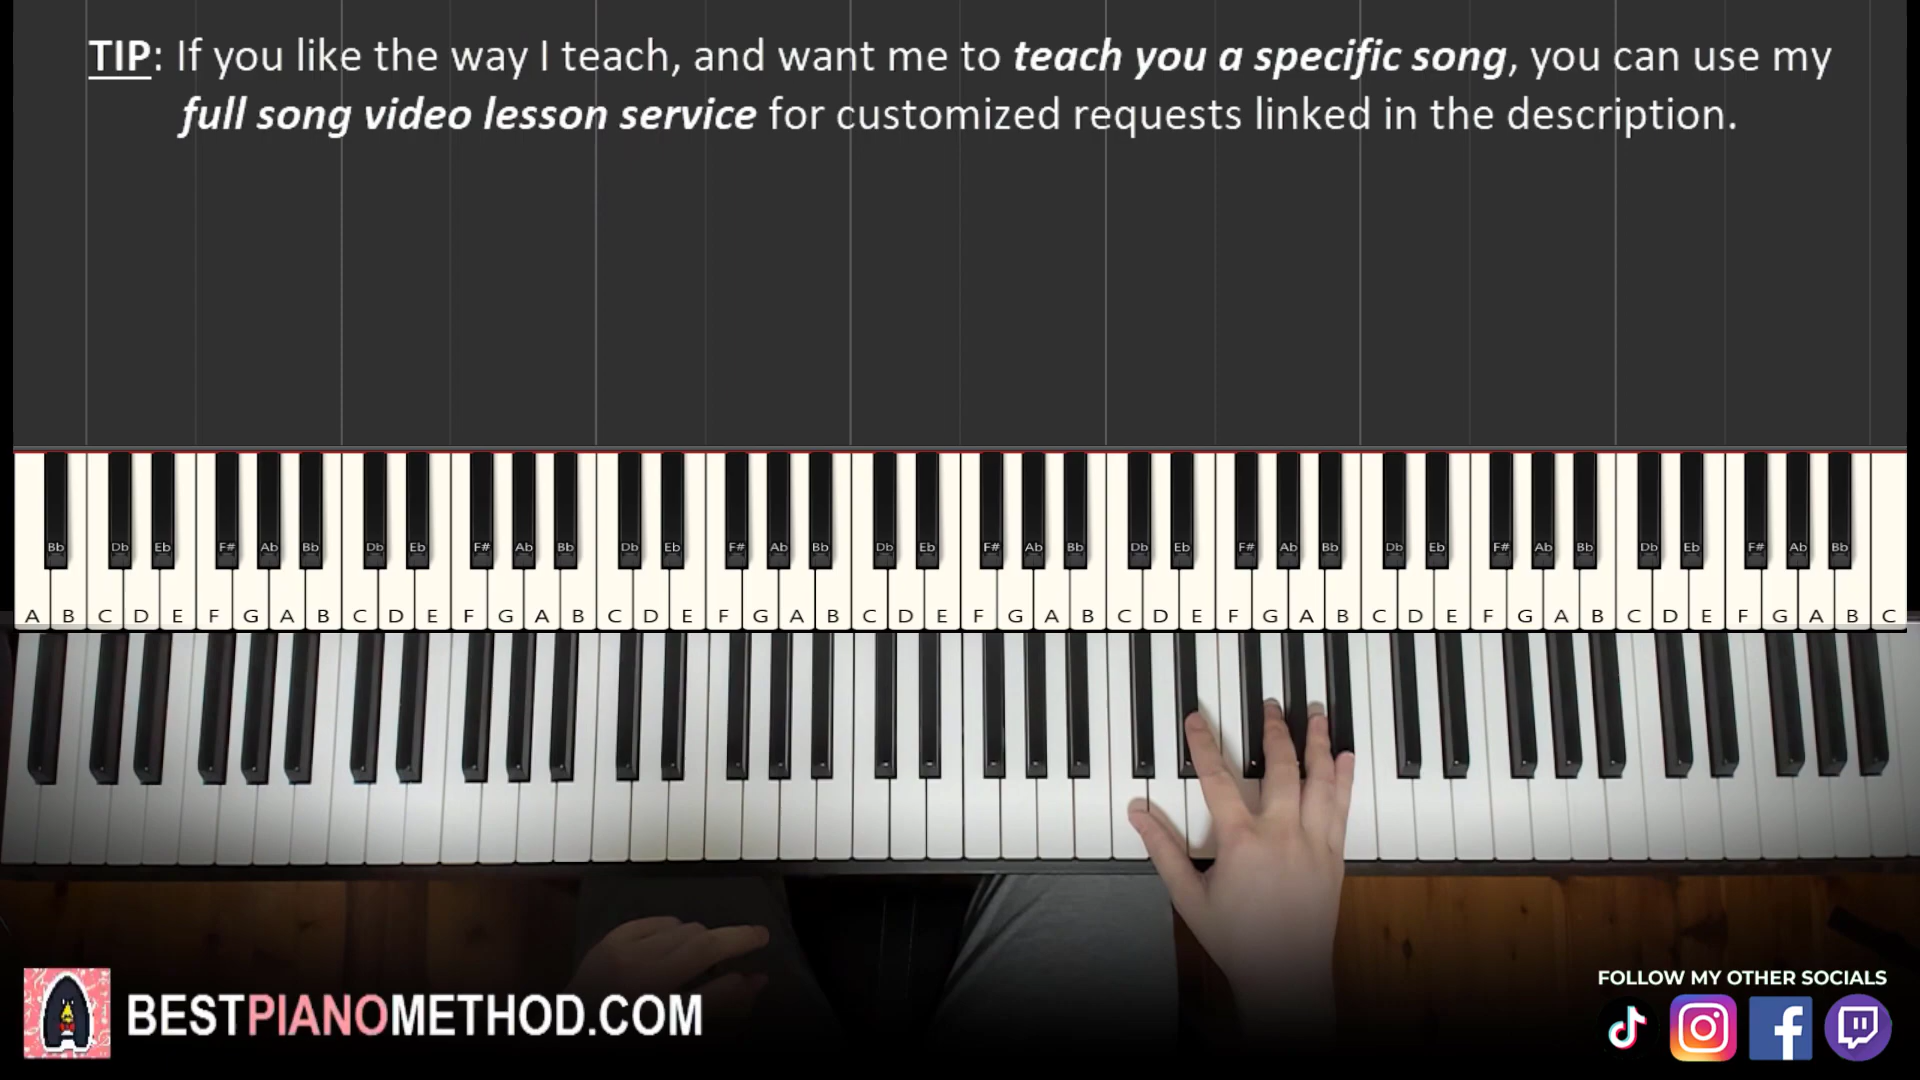 TIP: If you like the way I teach, and want me to teach you a specific song, you can use my
full song video lesson service for customized requests linked in the description.
Bb Db Eb F# Ab Bb Db Eb F# Ab Bb Db Eb F# Ab Bb Db Eb F# Ab Bb Db Eb F# Ab Bb Db Eb F# Ab Bb Db Eb F# Ab Bb
A B C D E F G A B C D E F G A B C D E F G A B C D E F G A B C D E F G A B C D E F G A B C D E F G A B C
FOLLOW MY OTHER SOCIALS
BESTPIANOMETHOD.COM